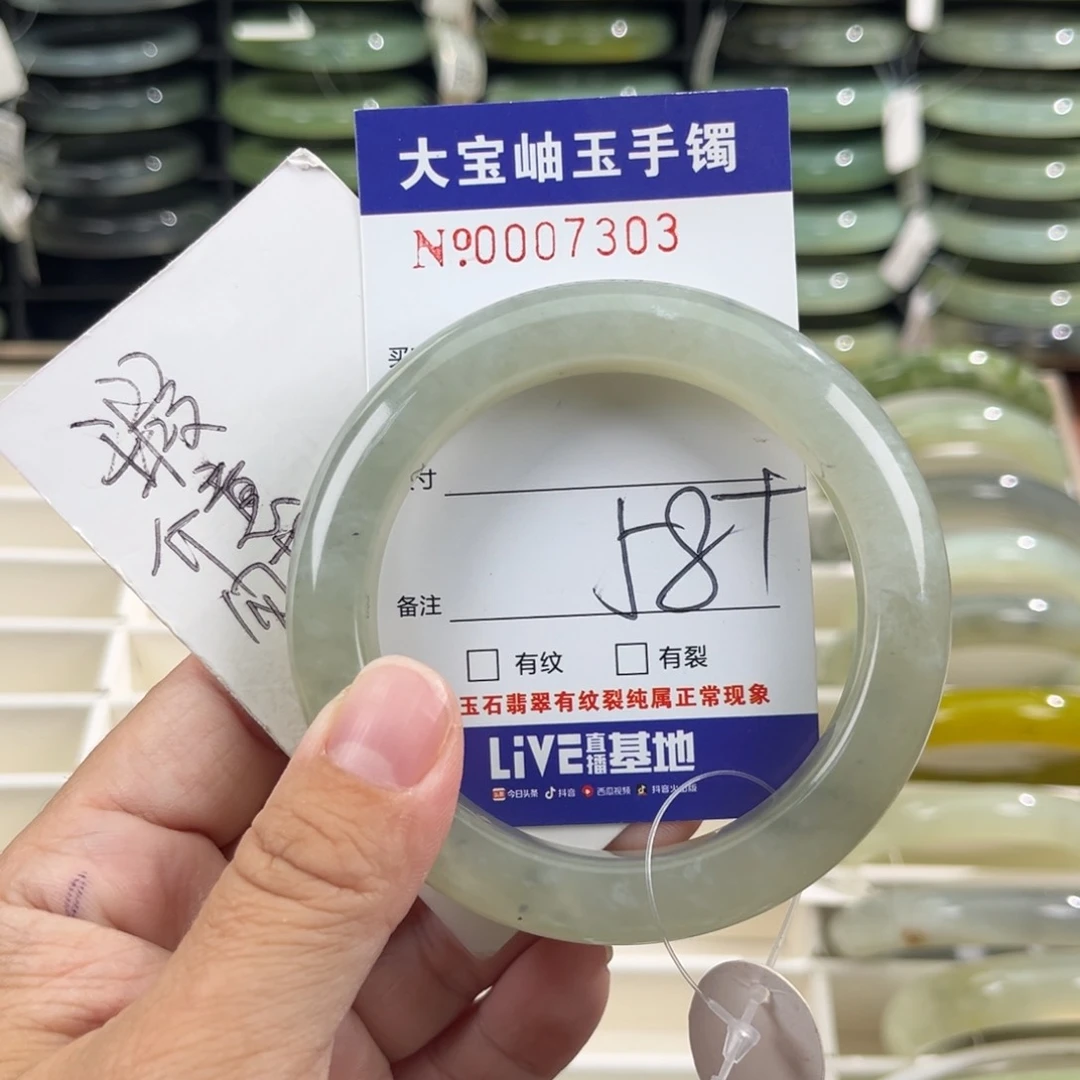 大宝岫玉手镯
№0007303
买
寸
58T
备注
□ 有纹 □ 有裂
玉石翡翠有纹裂纯属正常现象
LiVE直播基地
今日头条 抖音 西瓜视频 抖音火山版